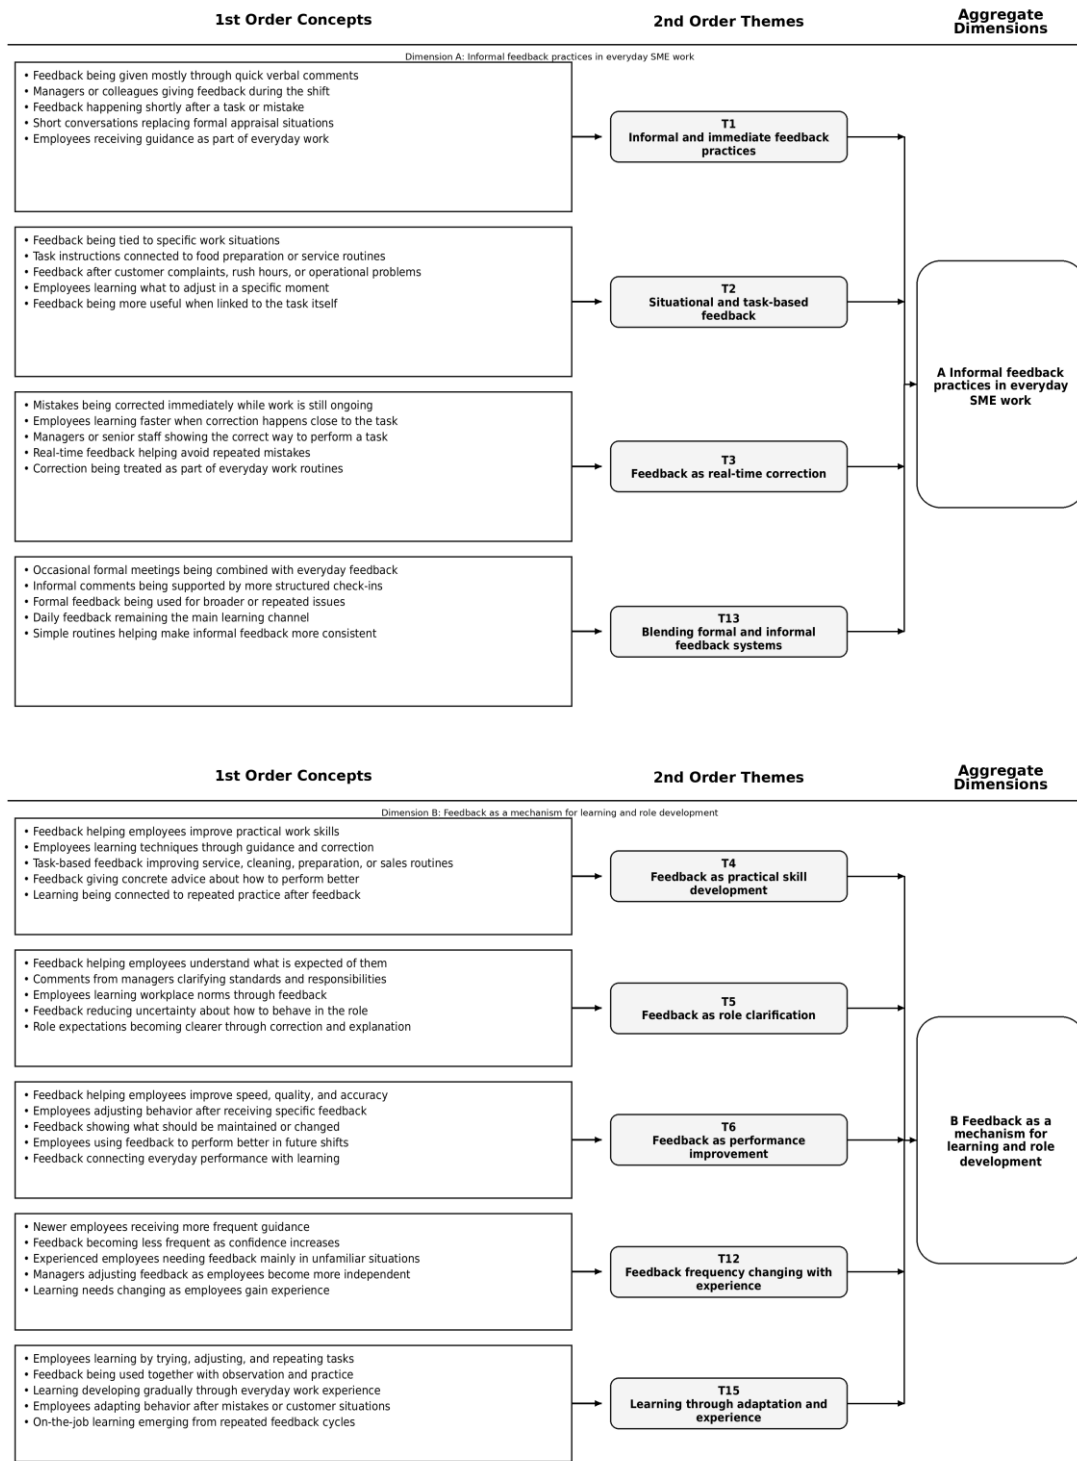 1st Order Concepts
2nd Order Themes
Aggregate
Dimensions
Dimension A: Informal feedback practices in everyday SME work
• Feedback being given mostly through quick verbal comments
• Managers or colleagues giving feedback during the shift
• Feedback happening shortly after a task or mistake
• Short conversations replacing formal appraisal situations
• Employees receiving guidance as part of everyday work
T1
Informal and immediate feedback
practices
• Feedback being tied to specific work situations
• Task instructions connected to food preparation or service routines
• Feedback after customer complaints, rush hours, or operational problems
• Employees learning what to adjust in a specific moment
• Feedback being more useful when linked to the task itself
T2
Situational and task-based
feedback
• Mistakes being corrected immediately while work is still ongoing
• Employees learning faster when correction happens close to the task
• Managers or senior staff showing the correct way to perform a task
• Real-time feedback helping avoid repeated mistakes
• Correction being treated as part of everyday work routines
T3
Feedback as real-time correction
• Occasional formal meetings being combined with everyday feedback
• Informal comments being supported by more structured check-ins
• Formal feedback being used for broader or repeated issues
• Daily feedback remaining the main learning channel
• Simple routines helping make informal feedback more consistent
T13
Blending formal and informal
feedback systems
A Informal feedback
practices in everyday
SME work
1st Order Concepts
2nd Order Themes
Aggregate
Dimensions
Dimension B: Feedback as a mechanism for learning and role development
• Feedback helping employees improve practical work skills
• Employees learning techniques through guidance and correction
• Task-based feedback improving service, cleaning, preparation, or sales routines
• Feedback giving concrete advice about how to perform better
• Learning being connected to repeated practice after feedback
T4
Feedback as practical skill
development
• Feedback helping employees understand what is expected of them
• Comments from managers clarifying standards and responsibilities
• Employees learning workplace norms through feedback
• Feedback reducing uncertainty about how to behave in the role
• Role expectations becoming clearer through correction and explanation
T5
Feedback as role clarification
• Feedback helping employees improve speed, quality, and accuracy
• Employees adjusting behavior after receiving specific feedback
• Feedback showing what should be maintained or changed
• Employees using feedback to perform better in future shifts
• Feedback connecting everyday performance with learning
T6
Feedback as performance
improvement
• Newer employees receiving more frequent guidance
• Feedback becoming less frequent as confidence increases
• Experienced employees needing feedback mainly in unfamiliar situations
• Managers adjusting feedback as employees become more independent
• Learning needs changing as employees gain experience
T12
Feedback frequency changing with
experience
• Employees learning by trying, adjusting, and repeating tasks
• Feedback being used together with observation and practice
• Learning developing gradually through everyday work experience
• Employees adapting behavior after mistakes or customer situations
• On-the-job learning emerging from repeated feedback cycles
T15
Learning through adaptation and
experience
B Feedback as a
mechanism for
learning and role
development